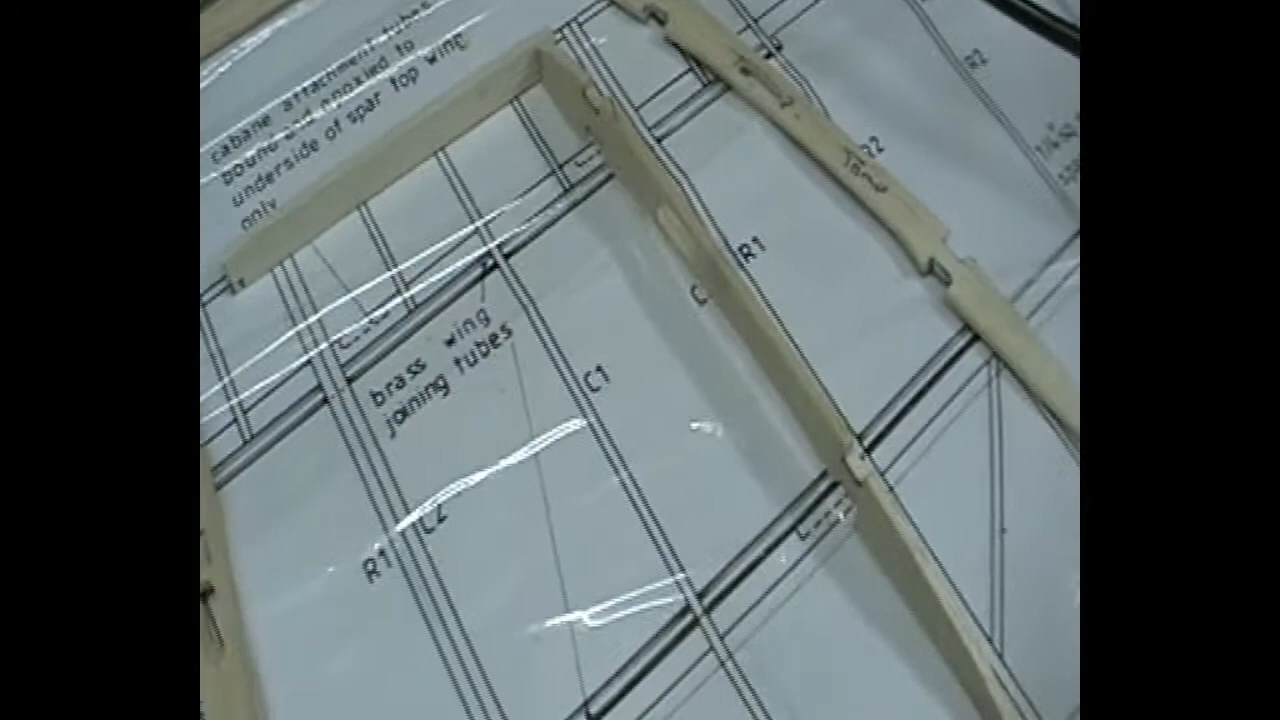 cabane attachment tubes
bound and epoxied to
underside of spar top wing
only
R2
R2
R1
C1
brass wing
joining tubes
C2
R1